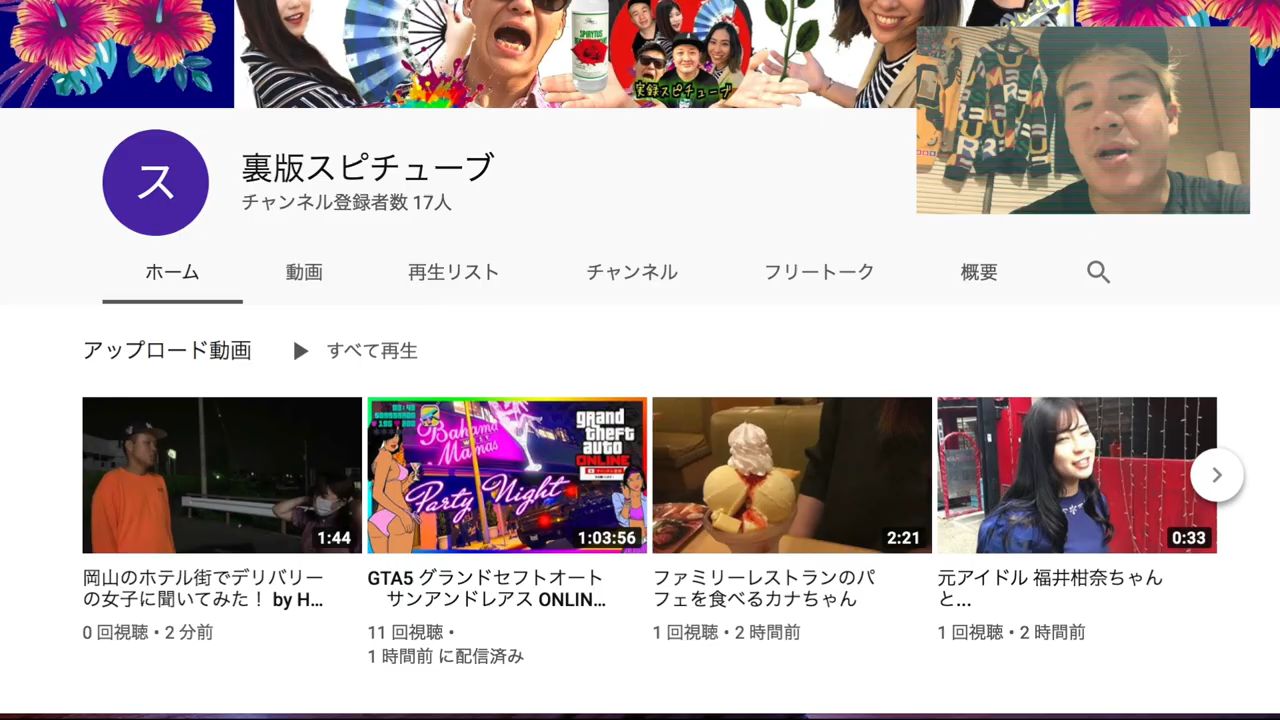 SPIRYTUS
実録スピチューブ
ス
裏版スピチューブ
チャンネル登録者数 17人
ホーム
動画
再生リスト
チャンネル
フリートーク
概要
アップロード動画
すべて再生
1:44
Bahama
Mamas
Party Night
grand
theft
auto
ONLINE
1:03:56
2:21
0:33
岡山のホテル街でデリバリー
の女子に聞いてみた！ by H...
0 回視聴・2 分前
GTA5 グランドセフトオート
サンアンドレアス ONLIN...
11 回視聴・
1 時間前 に配信済み
ファミリーレストランのパ
フェを食べるカナちゃん
1 回視聴・2 時間前
元アイドル 福井柑奈ちゃん
と...
1 回視聴・2 時間前